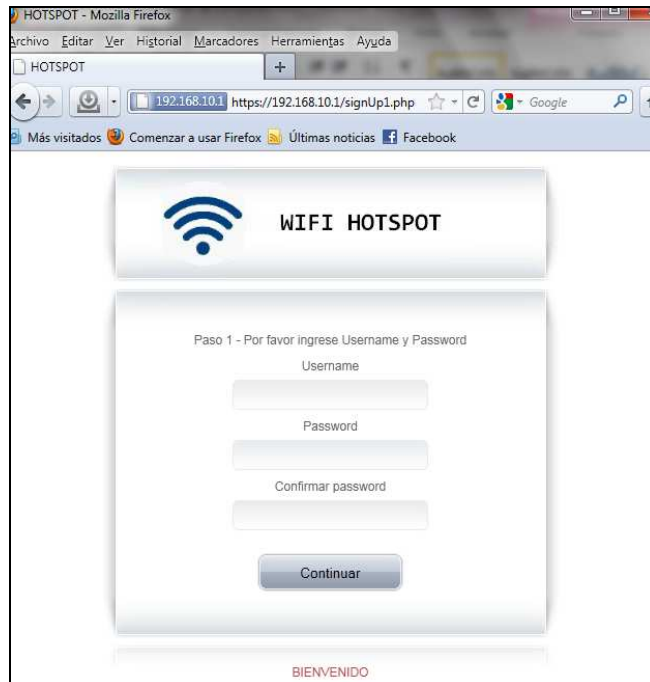 HOTSPOT - Mozilla Firefox
Archivo Editar Ver Historial Marcadores Herramientas Ayuda
HOTSPOT +
192.168.10.1 https://192.168.10.1/signUp1.php Google
Más visitados Comenzar a usar Firefox Últimas noticias Facebook
WIFI HOTSPOT
Paso 1 - Por favor ingrese Username y Password
Username
Password
Confirmar password
Continuar
BIENVENIDO